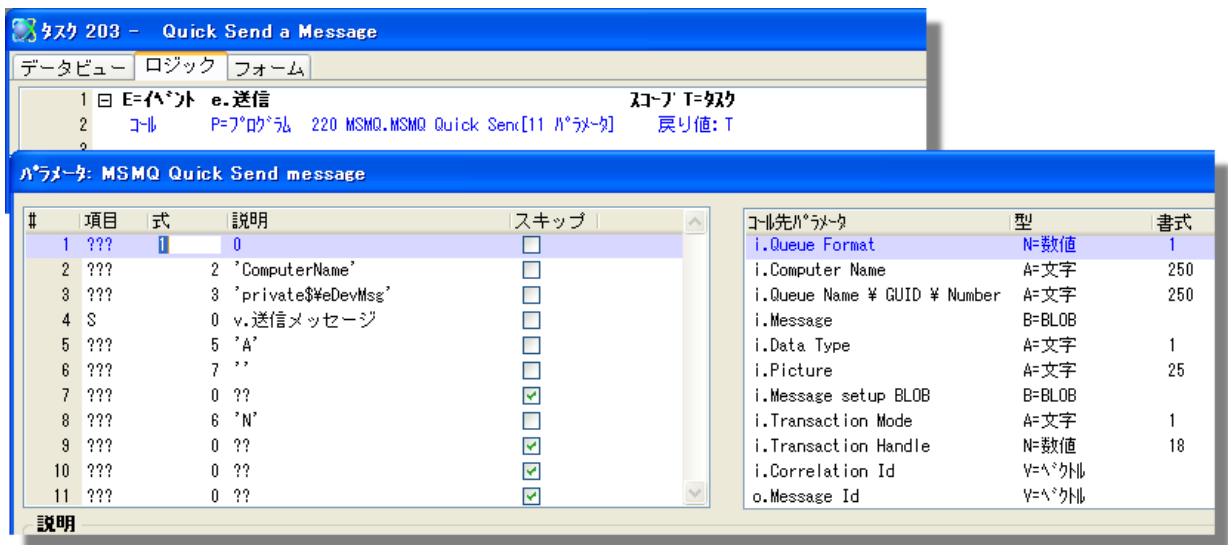 タスク 203 - Quick Send a Message
データビュー ロジック フォーム
1 E=イベント e.送信 スコープ T=タスク
2 コール P=プログラム 220 MSMQ.MSMQ Quick Sen[11 パラメータ] 戻り値: T
パラメータ: MSMQ Quick Send message
# 項目 式 説明 スキップ コール先パラメータ 型 書式
1 ??? 1 0 i.Queue Format N=数値 1
2 ??? 2 'ComputerName' i.Computer Name A=文字 250
3 ??? 3 'private$¥eDevMsg' i.Queue Name ¥ GUID ¥ Number A=文字 250
4 S 0 v.送信メッセージ i.Message B=BLOB
5 ??? 5 'A' i.Data Type A=文字 1
6 ??? 7 '' i.Picture A=文字 25
7 ??? 0 ?? i.Message setup BLOB B=BLOB
8 ??? 6 'N' i.Transaction Mode A=文字 1
9 ??? 0 ?? i.Transaction Handle N=数値 18
10 ??? 0 ?? i.Correlation Id V=ベクトル
11 ??? 0 ?? o.Message Id V=ベクトル
説明